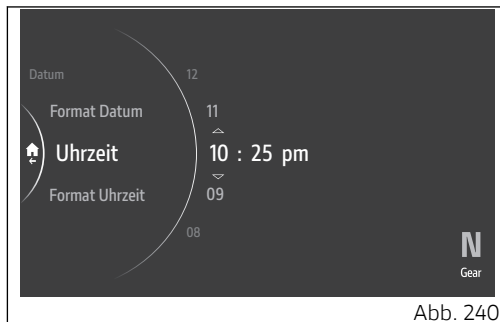 Datum
Format Datum
Uhrzeit
Format Uhrzeit
12
11
10 : 25 pm
09
08
N
Gear
Abb. 240